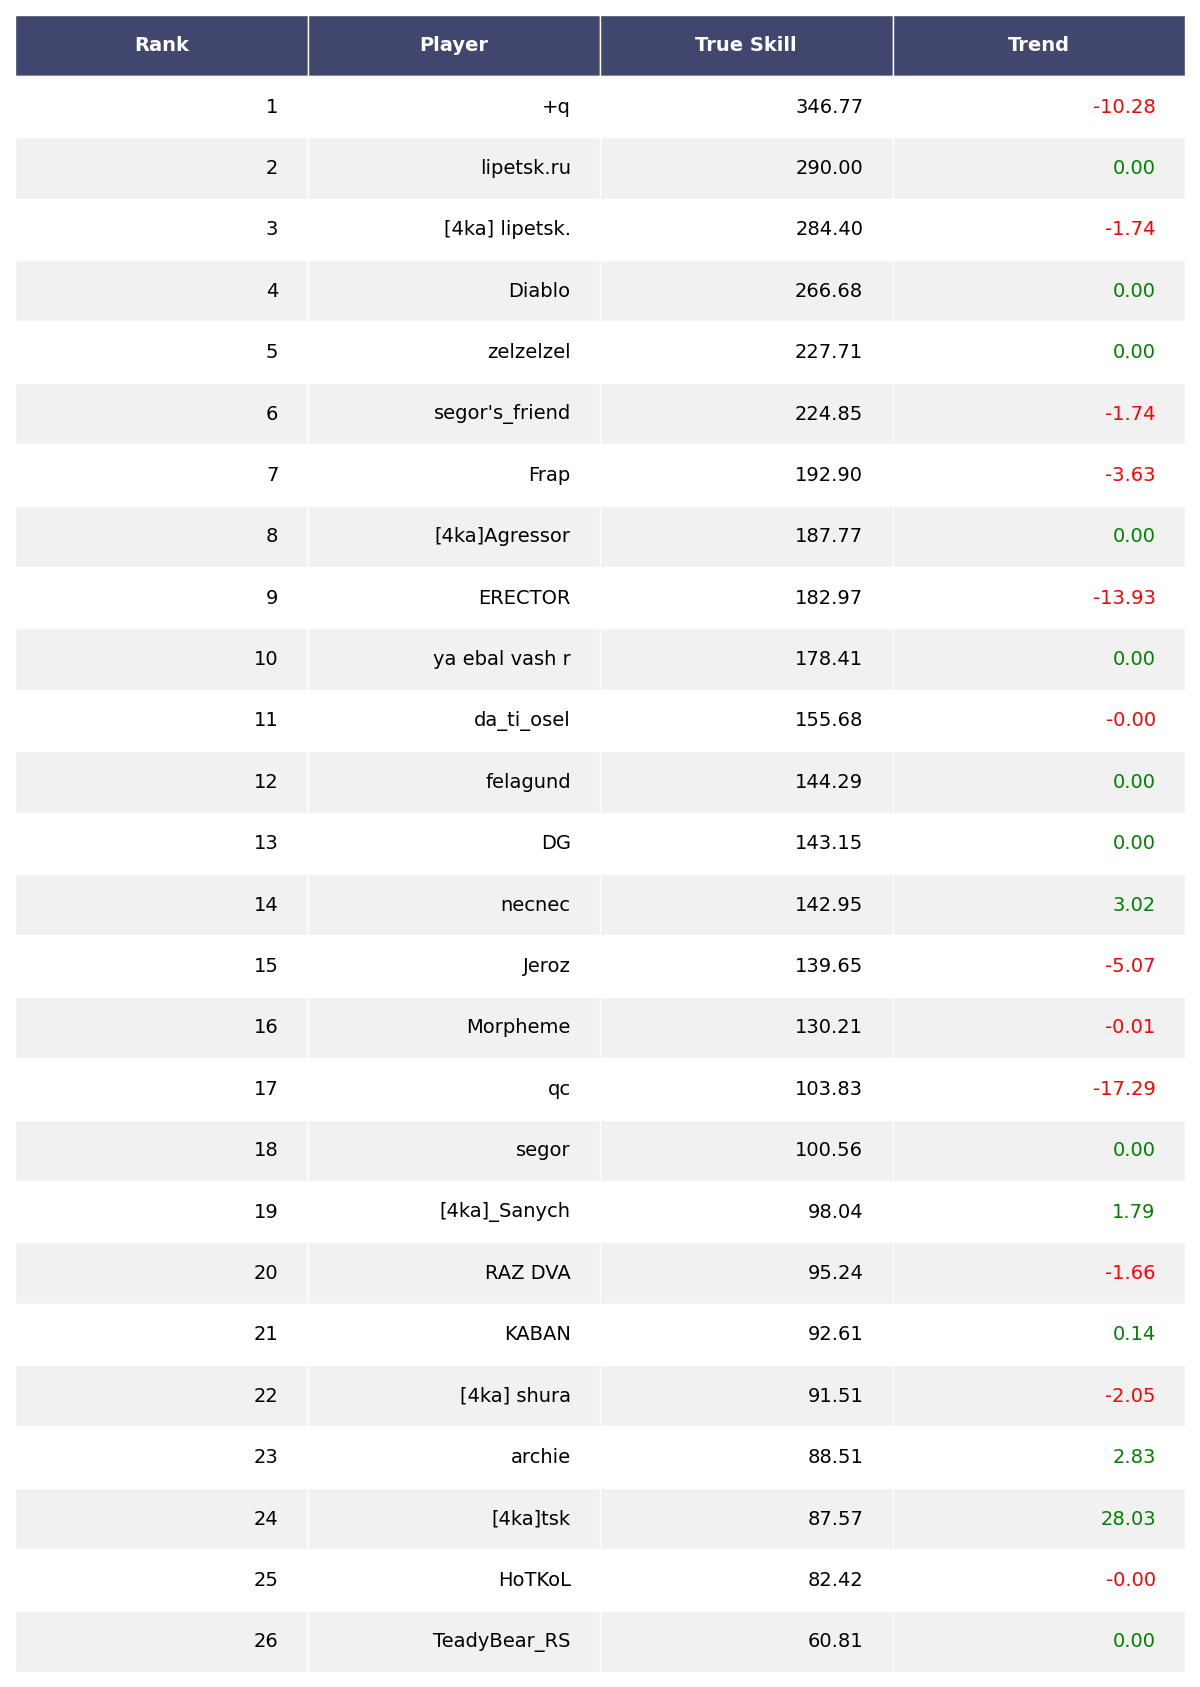 Rank Player True Skill Trend
1 +q 346.77 -10.28
2 lipetsk.ru 290.00 0.00
3 [4ka] lipetsk. 284.40 -1.74
4 Diablo 266.68 0.00
5 zelzelzel 227.71 0.00
6 segor's_friend 224.85 -1.74
7 Frap 192.90 -3.63
8 [4ka]Agressor 187.77 0.00
9 ERECTOR 182.97 -13.93
10 ya ebal vash r 178.41 0.00
11 da_ti_osel 155.68 -0.00
12 felagund 144.29 0.00
13 DG 143.15 0.00
14 necnec 142.95 3.02
15 Jeroz 139.65 -5.07
16 Morpheme 130.21 -0.01
17 qc 103.83 -17.29
18 segor 100.56 0.00
19 [4ka]_Sanych 98.04 1.79
20 RAZ DVA 95.24 -1.66
21 KABAN 92.61 0.14
22 [4ka] shura 91.51 -2.05
23 archie 88.51 2.83
24 [4ka]tsk 87.57 28.03
25 HoTKoL 82.42 -0.00
26 TeadyBear_RS 60.81 0.00